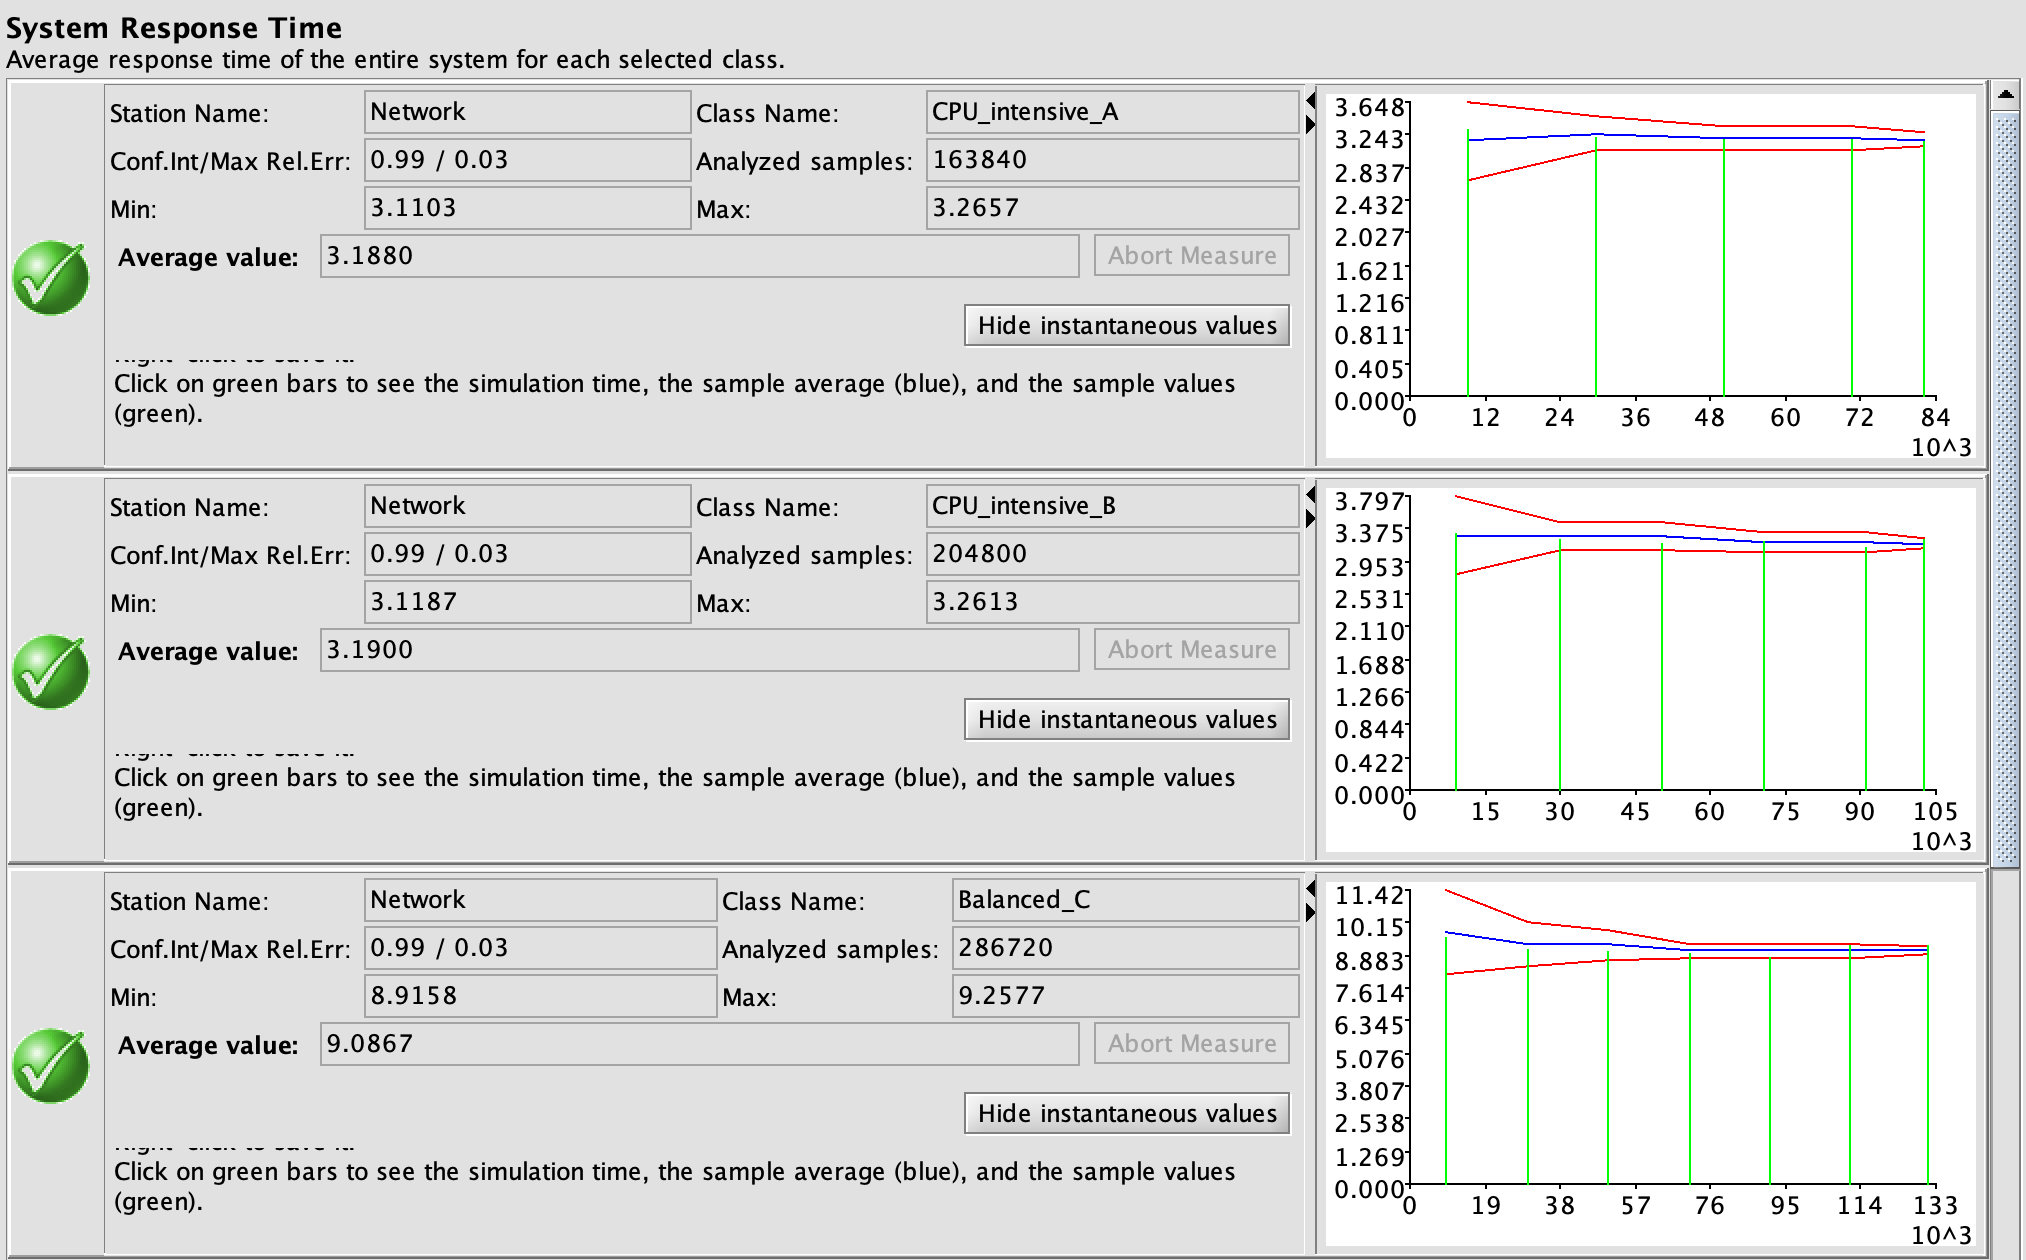 System Response Time
Average response time of the entire system for each selected class.
Station Name: Network Class Name: CPU_intensive_A
Conf.Int/Max Rel.Err: 0.99 / 0.03 Analyzed samples: 163840
Min: 3.1103 Max: 3.2657
Average value: 3.1880 Abort Measure
Hide instantaneous values
Click on green bars to see the simulation time, the sample average (blue), and the sample values
(green).
3.648
3.243
2.837
2.432
2.027
1.621
1.216
0.811
0.405
0.000
0 12 24 36 48 60 72 84
10^3
Station Name: Network Class Name: CPU_intensive_B
Conf.Int/Max Rel.Err: 0.99 / 0.03 Analyzed samples: 204800
Min: 3.1187 Max: 3.2613
Average value: 3.1900 Abort Measure
Hide instantaneous values
Click on green bars to see the simulation time, the sample average (blue), and the sample values
(green).
3.797
3.375
2.953
2.531
2.110
1.688
1.266
0.844
0.422
0.000
0 15 30 45 60 75 90 105
10^3
Station Name: Network Class Name: Balanced_C
Conf.Int/Max Rel.Err: 0.99 / 0.03 Analyzed samples: 286720
Min: 8.9158 Max: 9.2577
Average value: 9.0867 Abort Measure
Hide instantaneous values
Click on green bars to see the simulation time, the sample average (blue), and the sample values
(green).
11.42
10.15
8.883
7.614
6.345
5.076
3.807
2.538
1.269
0.000
0 19 38 57 76 95 114 133
10^3